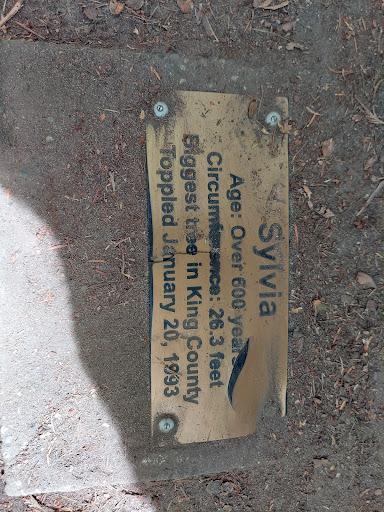 Sylvia
Age: Over 600 years
Circumference: 26.3 feet
Biggest tree in King County
Toppled January 20, 1993